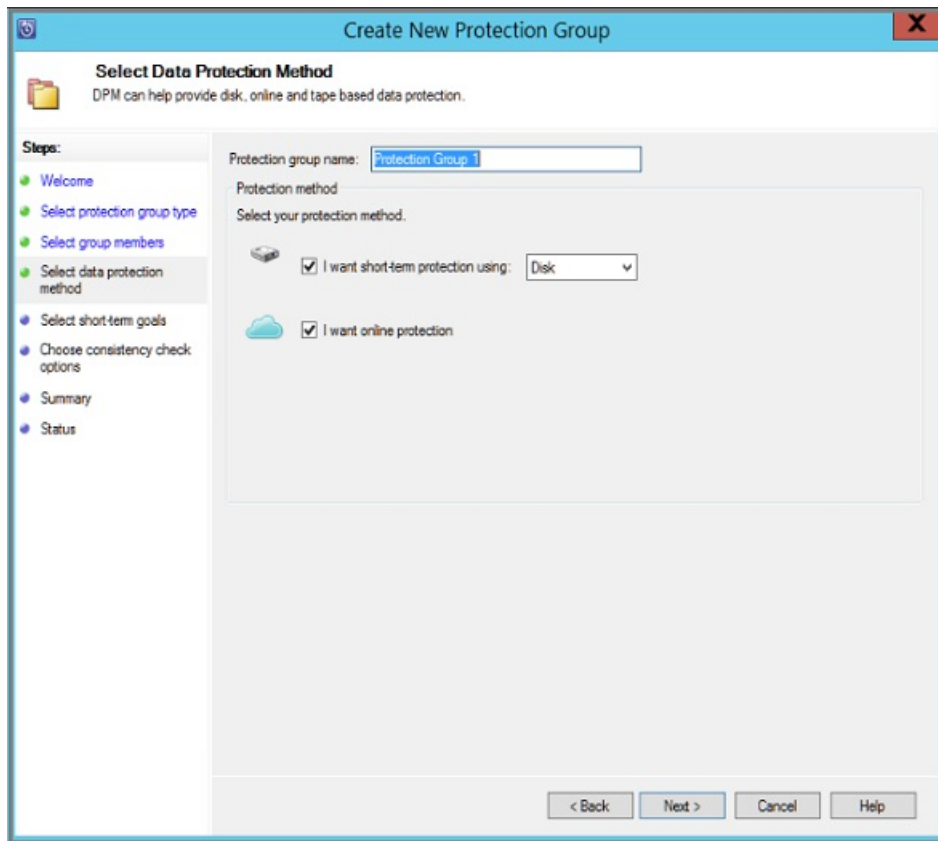 Create New Protection Group
X
Select Data Protection Method
DPM can help provide disk, online and tape based data protection.
Steps:
Welcome
Select protection group type
Select group members
Select data protection
method
Select short-term goals
Choose consistency check
options
Summary
Status
Protection group name: Protection Group 1
Protection method
Select your protection method.
I want short-term protection using: Disk
I want online protection
< Back Next > Cancel Help